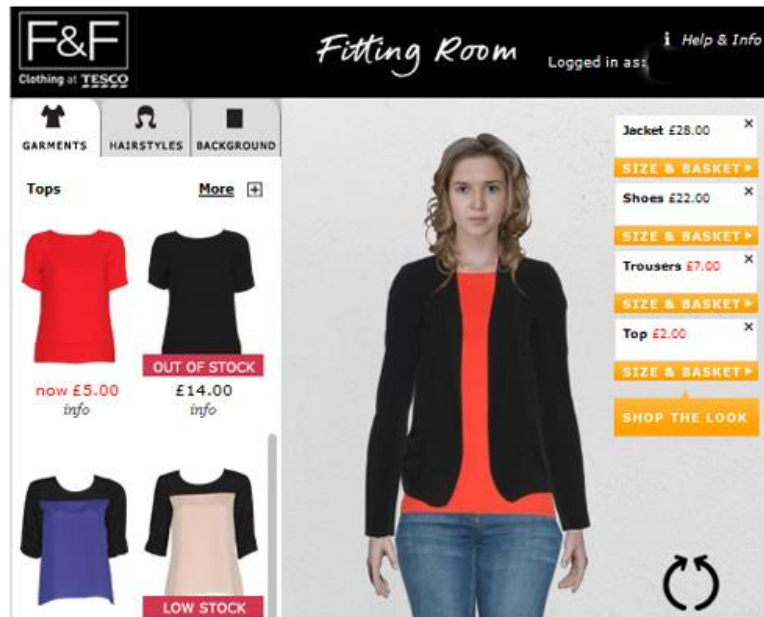 F&F
Clothing at TESCO
Fitting Room
i Help & Info
Logged in as:
GARMENTS
HAIRSTYLES
BACKGROUND
Tops
More +
OUT OF STOCK
now £5.00
£14.00
info
info
LOW STOCK
Jacket £28.00 ×
SIZE & BASKET
Shoes £22.00 ×
SIZE & BASKET
Trousers £7.00 ×
SIZE & BASKET
Top £2.00 ×
SIZE & BASKET
SHOP THE LOOK